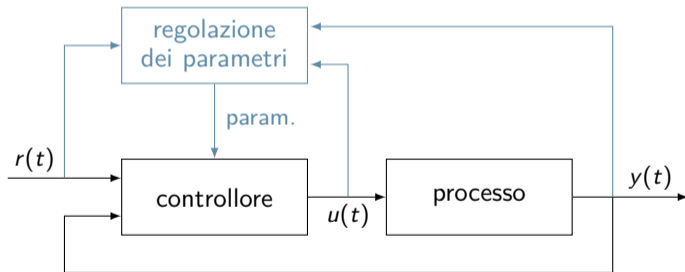 regolazione
dei parametri
param.
r(t)
controllore
u(t)
processo
y(t)